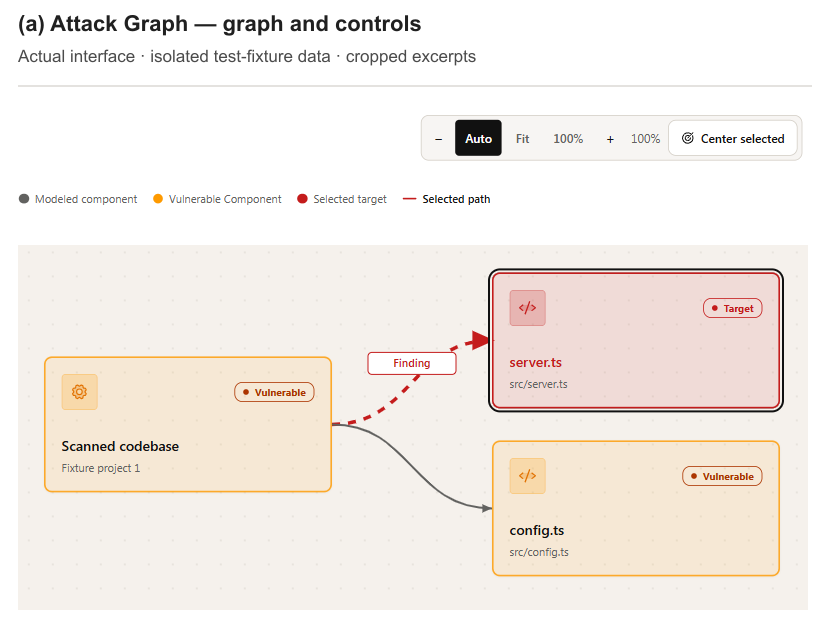 (a) Attack Graph — graph and controls
Actual interface · isolated test-fixture data · cropped excerpts
− Auto Fit 100% + 100% Center selected
Modeled component Vulnerable Component Selected target Selected path
</> Target
Finding
server.ts
src/server.ts
Vulnerable
Scanned codebase
Fixture project 1
</> Vulnerable
config.ts
src/config.ts